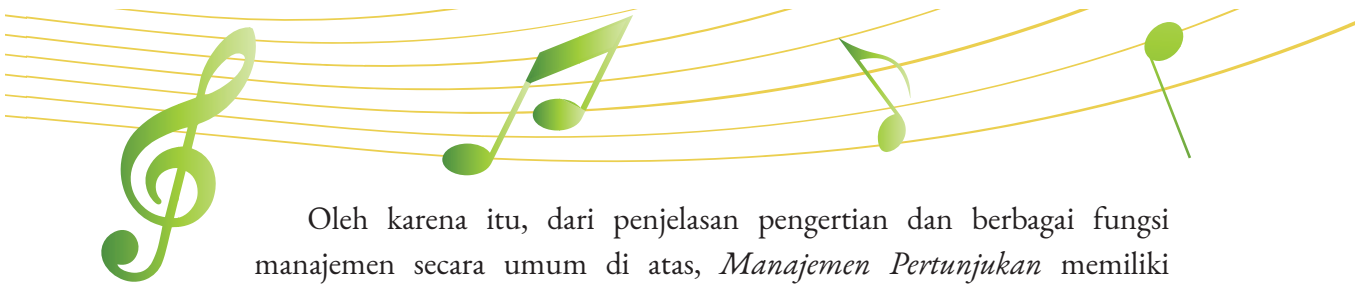 Oleh karena itu, dari penjelasan pengertian dan berbagai fungsi
manajemen secara umum di atas, Manajemen Pertunjukan memiliki